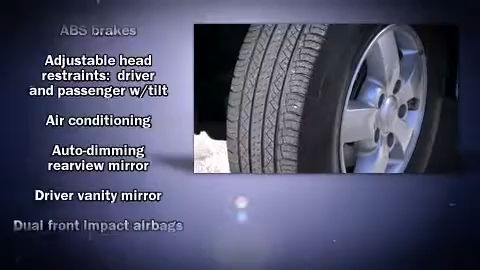 ABS brakes
Adjustable head
restraints: driver
and passenger w/tilt
Air conditioning
Auto-dimming
rearview mirror
Driver vanity mirror
Dual front impact airbags